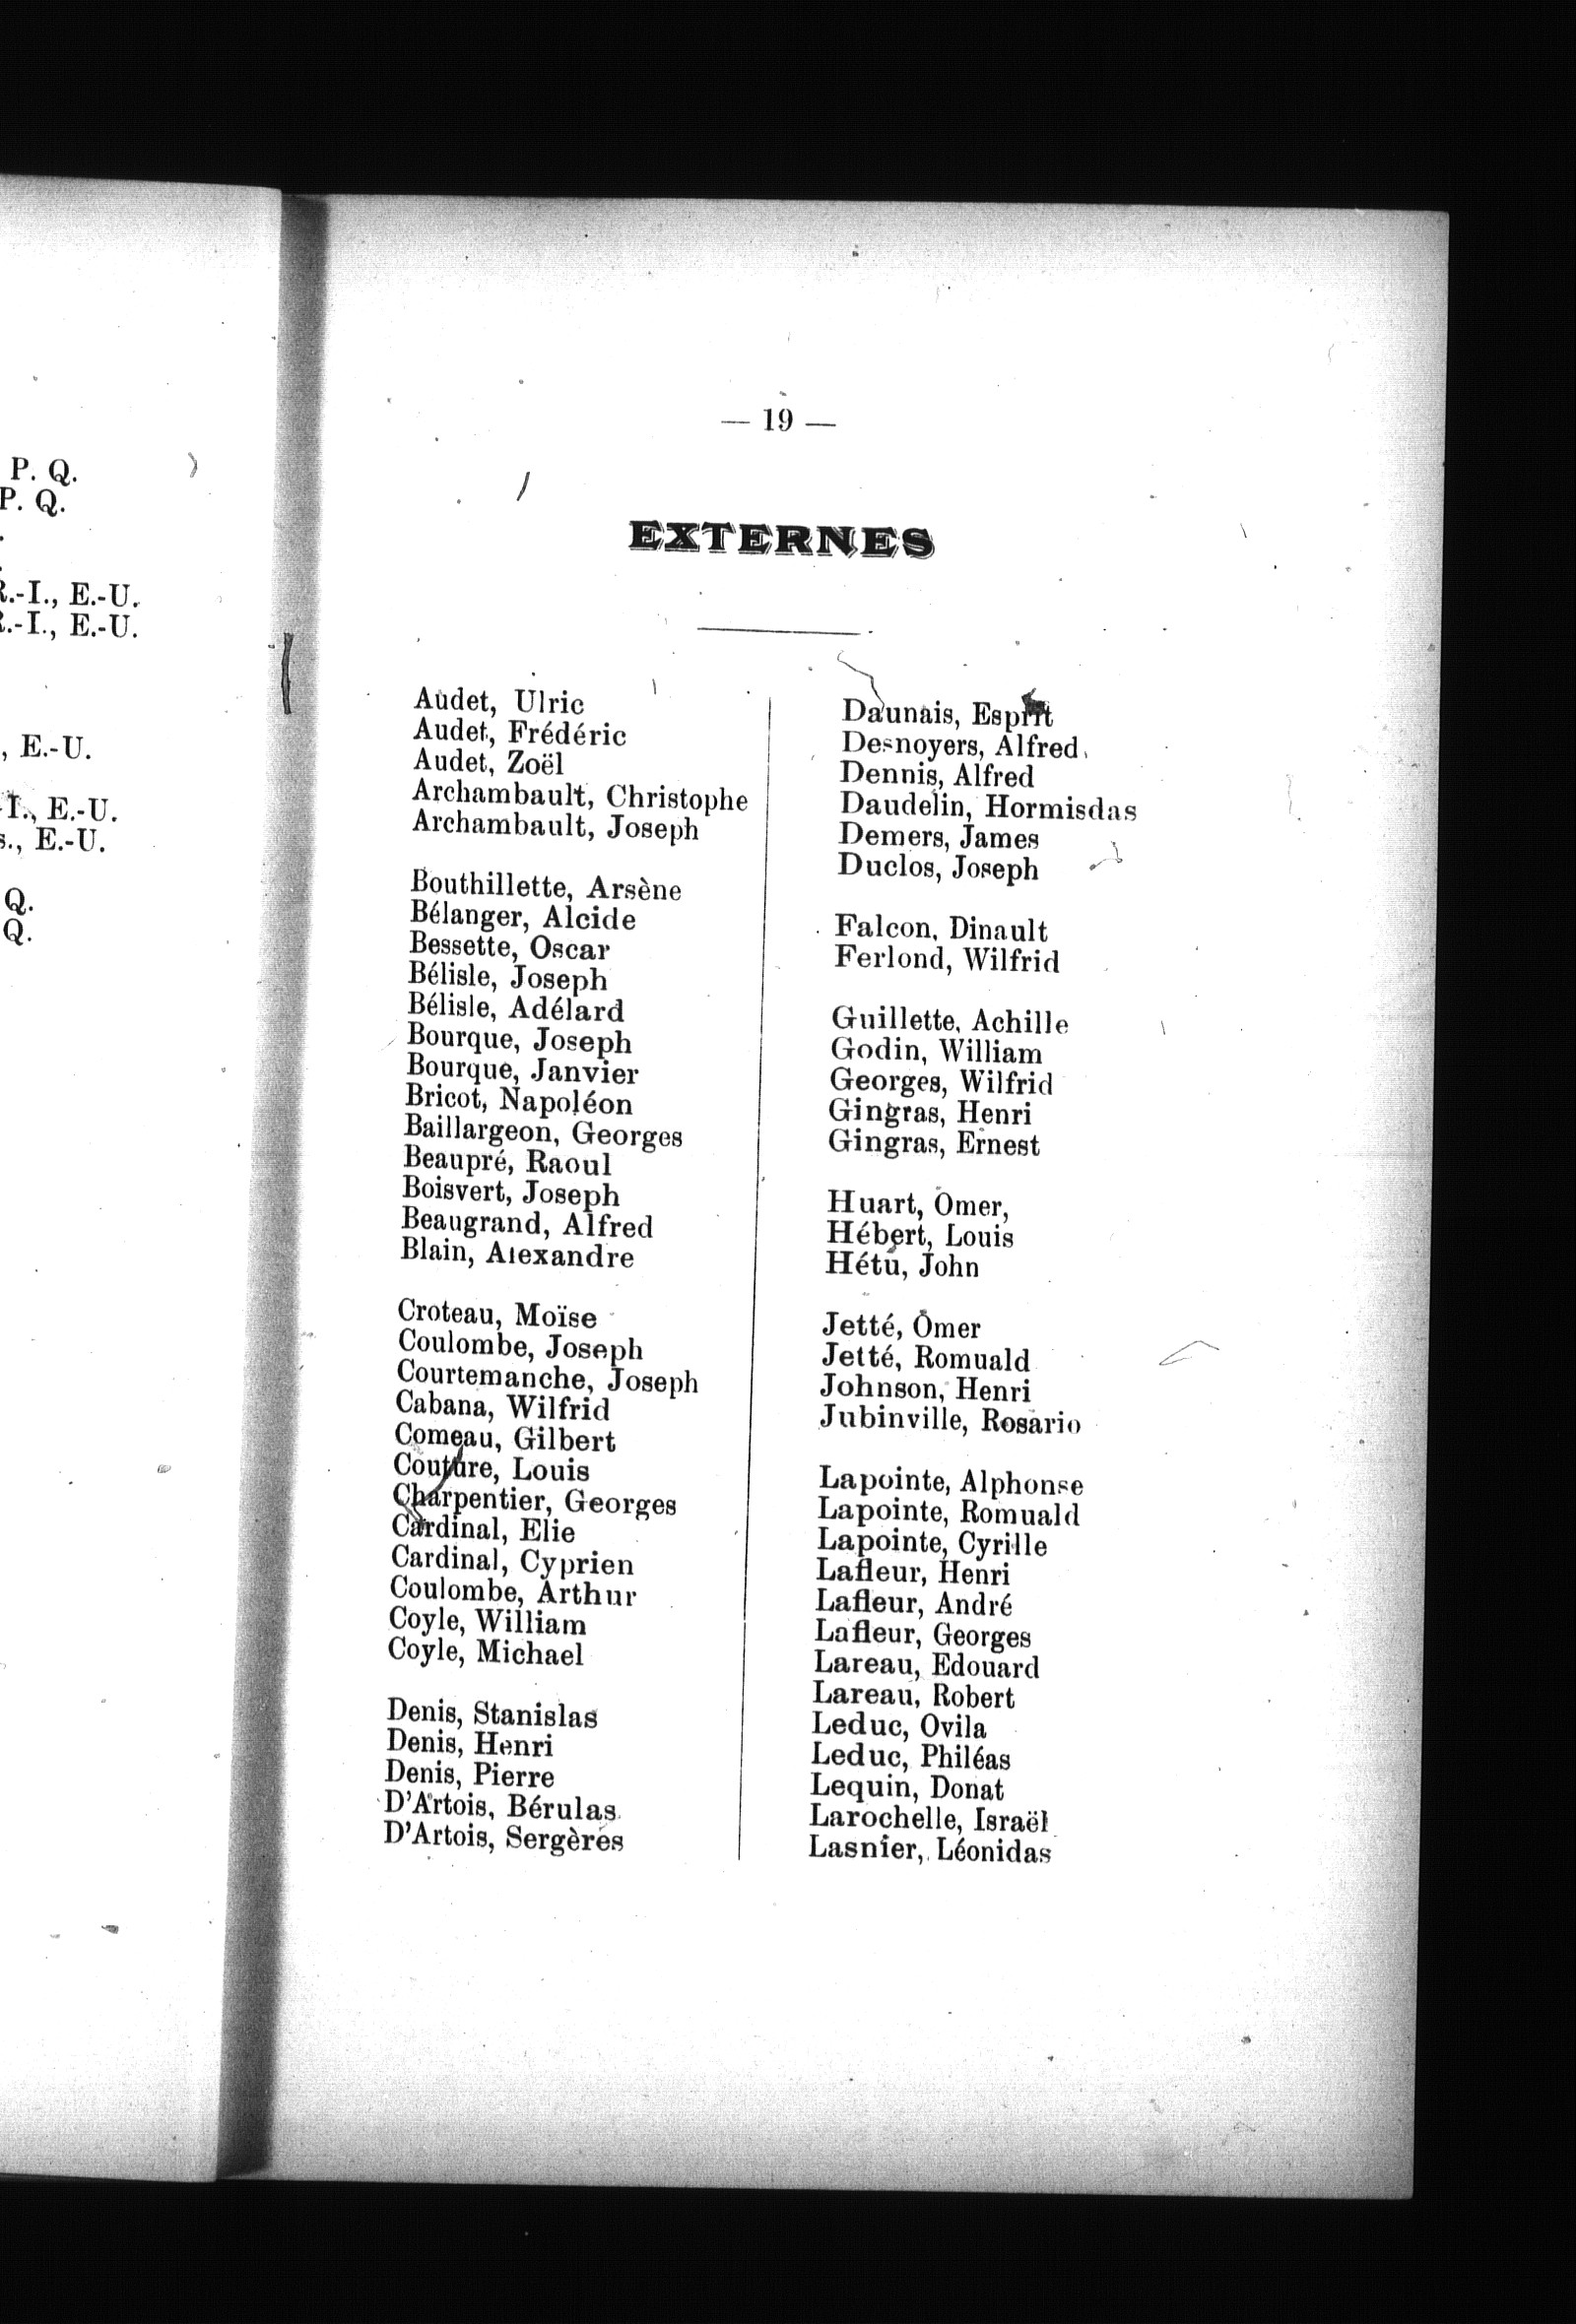 P. Q.
P. Q.
R.-I., E.-U.
R.-I., E.-U.
, E.-U.
-I., E.-U.
s., E.-U.
Q.
Q.
— 19 —
EXTERNES
Audet, Ulric
Audet, Frédéric
Audet, Zoël
Archambault, Christophe
Archambault, Joseph
Bouthillette, Arsène
Bélanger, Alcide
Bessette, Oscar
Bélisle, Joseph
Bélisle, Adélard
Bourque, Joseph
Bourque, Janvier
Bricot, Napoléon
Baillargeon, Georges
Beaupré, Raoul
Boisvert, Joseph
Beaugrand, Alfred
Blain, Alexandre
Croteau, Moïse
Coulombe, Joseph
Courtemanche, Joseph
Cabana, Wilfrid
Comeau, Gilbert
Couture, Louis
Charpentier, Georges
Cardinal, Elie
Cardinal, Cyprien
Coulombe, Arthur
Coyle, William
Coyle, Michael
Denis, Stanislas
Denis, Henri
Denis, Pierre
D'Artois, Bérulas
D'Artois, Sergères
Daunais, Esprit
Desnoyers, Alfred
Dennis, Alfred
Daudelin, Hormisdas
Demers, James
Duclos, Joseph
Falcon, Dinault
Ferlond, Wilfrid
Guillette, Achille
Godin, William
Georges, Wilfrid
Gingras, Henri
Gingras, Ernest
Huart, Omer,
Hébert, Louis
Hétu, John
Jetté, Omer
Jetté, Romuald
Johnson, Henri
Jubinville, Rosario
Lapointe, Alphonse
Lapointe, Romuald
Lapointe, Cyrille
Lafleur, Henri
Lafleur, André
Lafleur, Georges
Lareau, Edouard
Lareau, Robert
Leduc, Ovila
Leduc, Philéas
Lequin, Donat
Larochelle, Israël
Lasnier, Léonidas